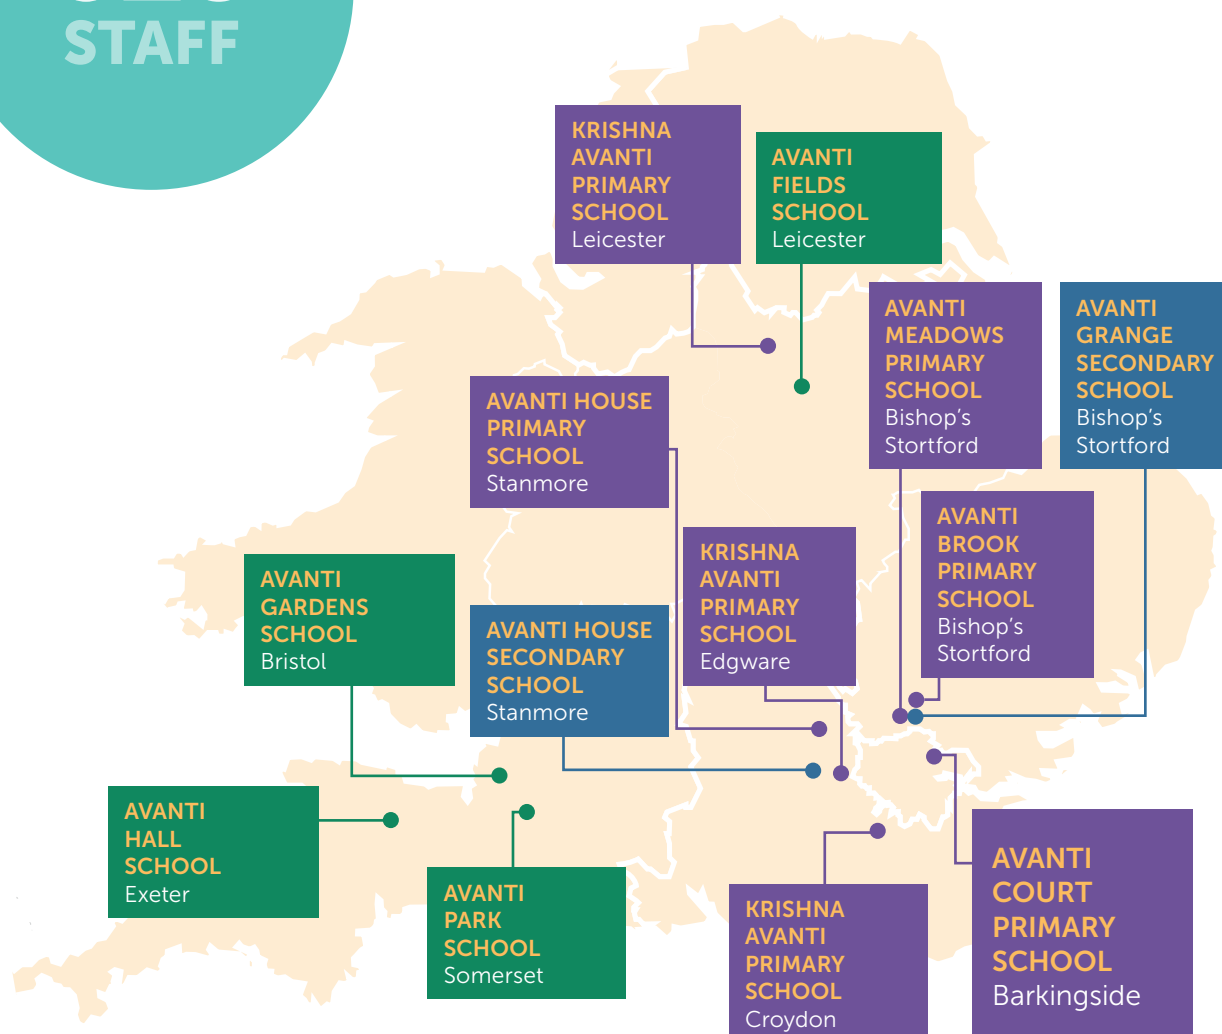 STAFF
KRISHNA
AVANTI
PRIMARY
SCHOOL
Leicester
AVANTI
FIELDS
SCHOOL
Leicester
AVANTI
MEADOWS
PRIMARY
SCHOOL
Bishop's
Stortford
AVANTI
GRANGE
SECONDARY
SCHOOL
Bishop's
Stortford
AVANTI HOUSE
PRIMARY
SCHOOL
Stanmore
AVANTI
BROOK
PRIMARY
SCHOOL
Bishop's
Stortford
KRISHNA
AVANTI
PRIMARY
SCHOOL
Edgware
AVANTI
GARDENS
SCHOOL
Bristol
AVANTI HOUSE
SECONDARY
SCHOOL
Stanmore
AVANTI
HALL
SCHOOL
Exeter
AVANTI
PARK
SCHOOL
Somerset
KRISHNA
AVANTI
PRIMARY
SCHOOL
Croydon
AVANTI
COURT
PRIMARY
SCHOOL
Barkingside